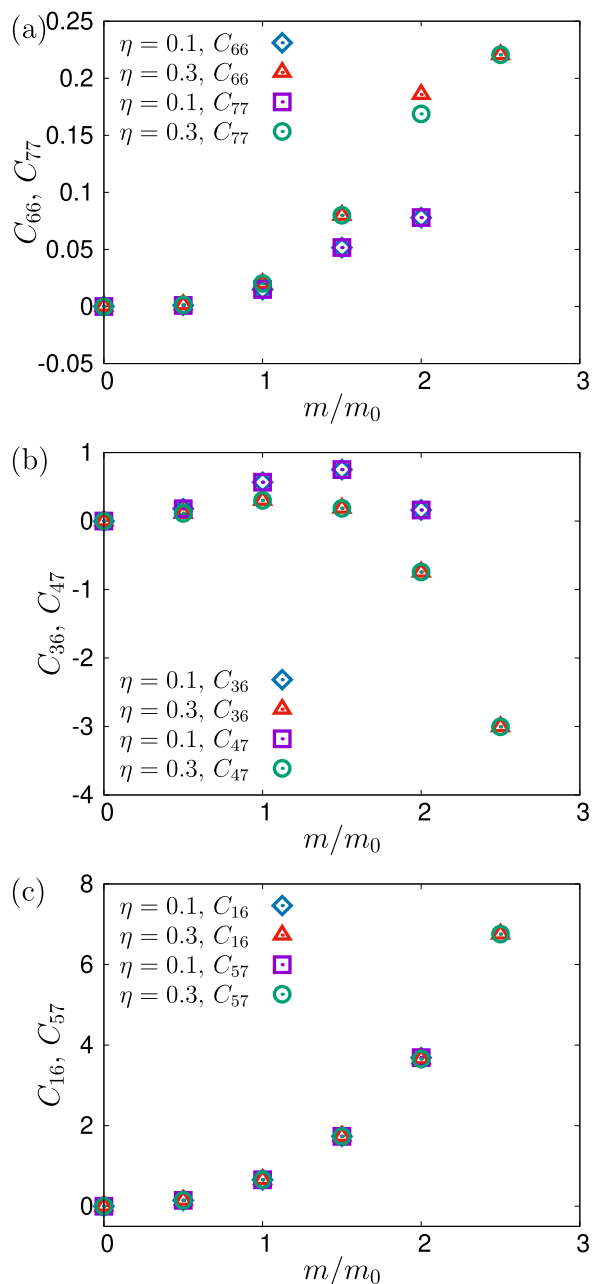 (a)
η = 0.1, C66
η = 0.3, C66
η = 0.1, C77
η = 0.3, C77
0.25
0.2
0.15
0.1
0.05
0
-0.05
C66, C77
0 1 2 3
m/m0
(b)
1
0
-1
-2
-3
-4
C36, C47
η = 0.1, C36
η = 0.3, C36
η = 0.1, C47
η = 0.3, C47
0 1 2 3
m/m0
(c)
η = 0.1, C16
η = 0.3, C16
η = 0.1, C57
η = 0.3, C57
8
6
4
2
0
C16, C57
0 1 2 3
m/m0